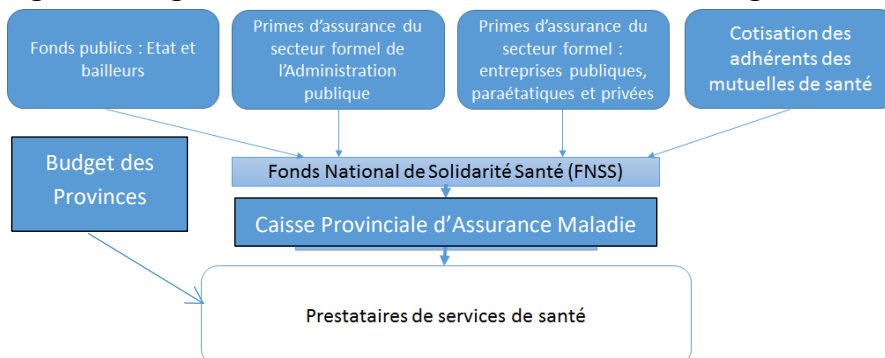 Fonds publics : Etat et
bailleurs
Primes d’assurance du
secteur formel de
l’Administration
publique
Primes d’assurance du
secteur formel :
entreprises publiques,
paraétatiques et privées
Cotisation des
adhérents des
mutuelles de santé
Budget des
Provinces
Fonds National de Solidarité Santé (FNSS)
Caisse Provinciale d’Assurance Maladie
Prestataires de services de santé